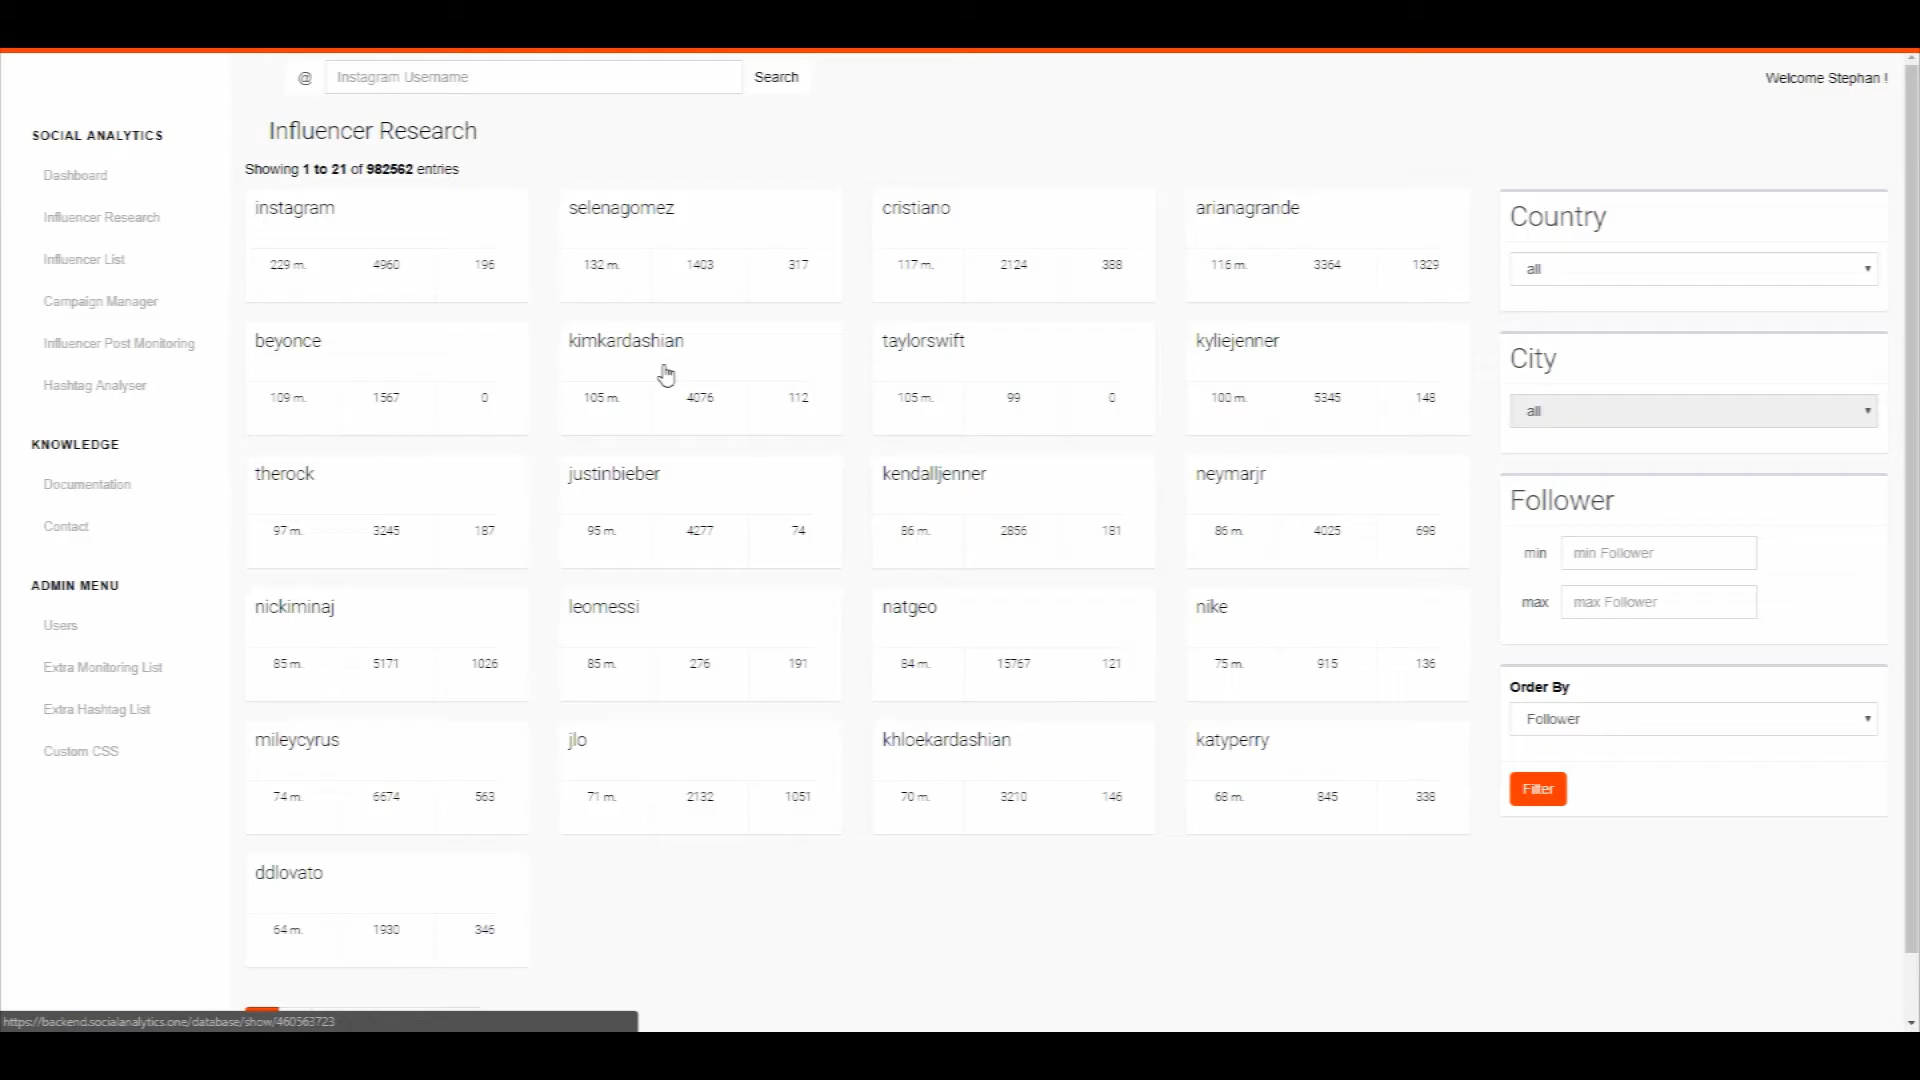 @ Instagram Username Search
Welcome Stephan !
SOCIAL ANALYTICS
Dashboard
Influencer Research
Influencer List
Campaign Manager
Influencer Post Monitoring
Hashtag Analyser
KNOWLEDGE
Documentation
Contact
ADMIN MENU
Users
Extra Monitoring List
Extra Hashtag List
Custom CSS
Influencer Research
Showing 1 to 21 of 982562 entries
instagram
229 m. 4960 196
selenagomez
132 m. 1403 317
cristiano
117 m. 2124 388
arianagrande
116 m. 3364 1329
beyonce
109 m. 1567 0
kimkardashian
105 m. 4076 112
taylorswift
105 m. 99 0
kyliejenner
100 m. 5345 148
therock
97 m. 3245 187
justinbieber
95 m. 4277 74
kendalljenner
86 m. 2856 181
neymarjr
86 m. 4025 698
nickiminaj
85 m. 5171 1026
leomessi
85 m. 276 191
natgeo
84 m. 15767 121
nike
75 m. 915 136
mileycyrus
74 m. 6674 563
jlo
71 m. 2132 1051
khloekardashian
70 m. 3210 146
katyperry
68 m. 845 338
ddlovato
64 m. 1930 346
Country
all
City
all
Follower
min min Follower
max max Follower
Order By
Follower
Filter
https://backend.socialanalytics.one/database/show/460563723